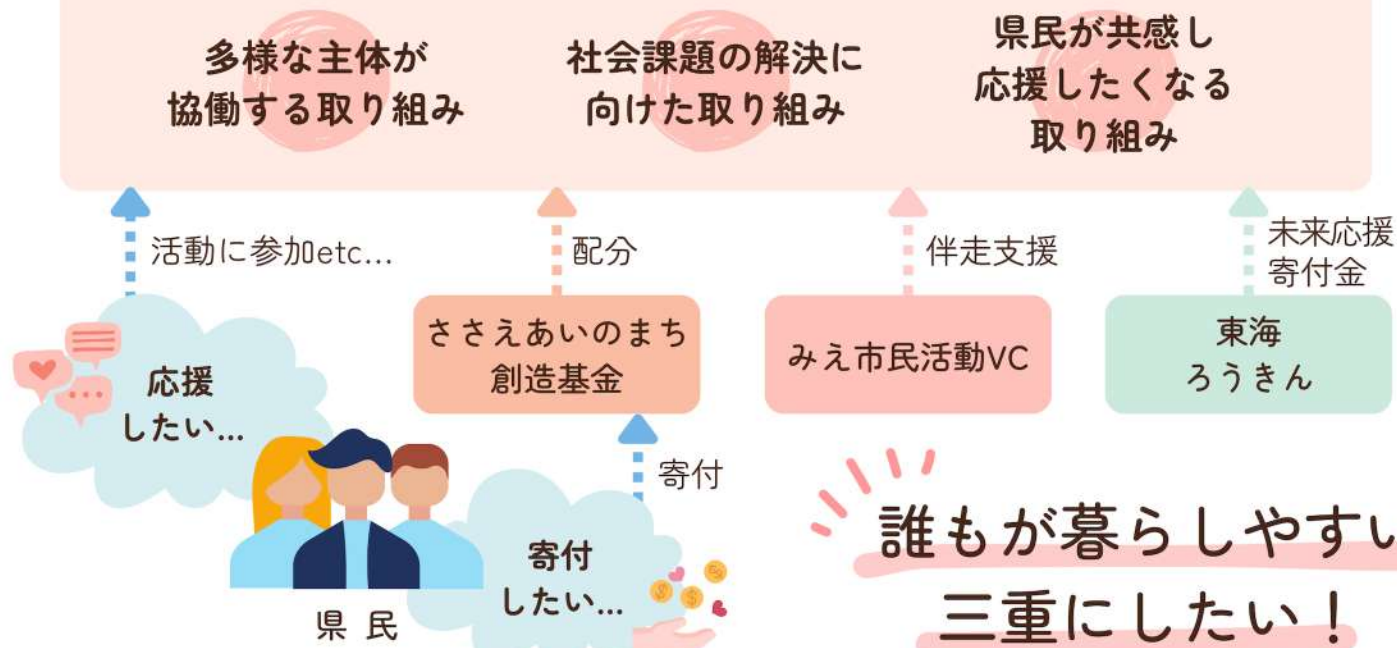 多様な主体が
協働する取り組み
社会課題の解決に
向けた取り組み
県民が共感し
応援したくなる
取り組み
活動に参加etc...
配分
伴走支援
未来応援
寄付金
ささえあいのまち
創造基金
みえ市民活動VC
東海
ろうきん
応援
したい...
寄付
県民
寄付
したい...
誰もが暮らしやすい
三重にしたい!